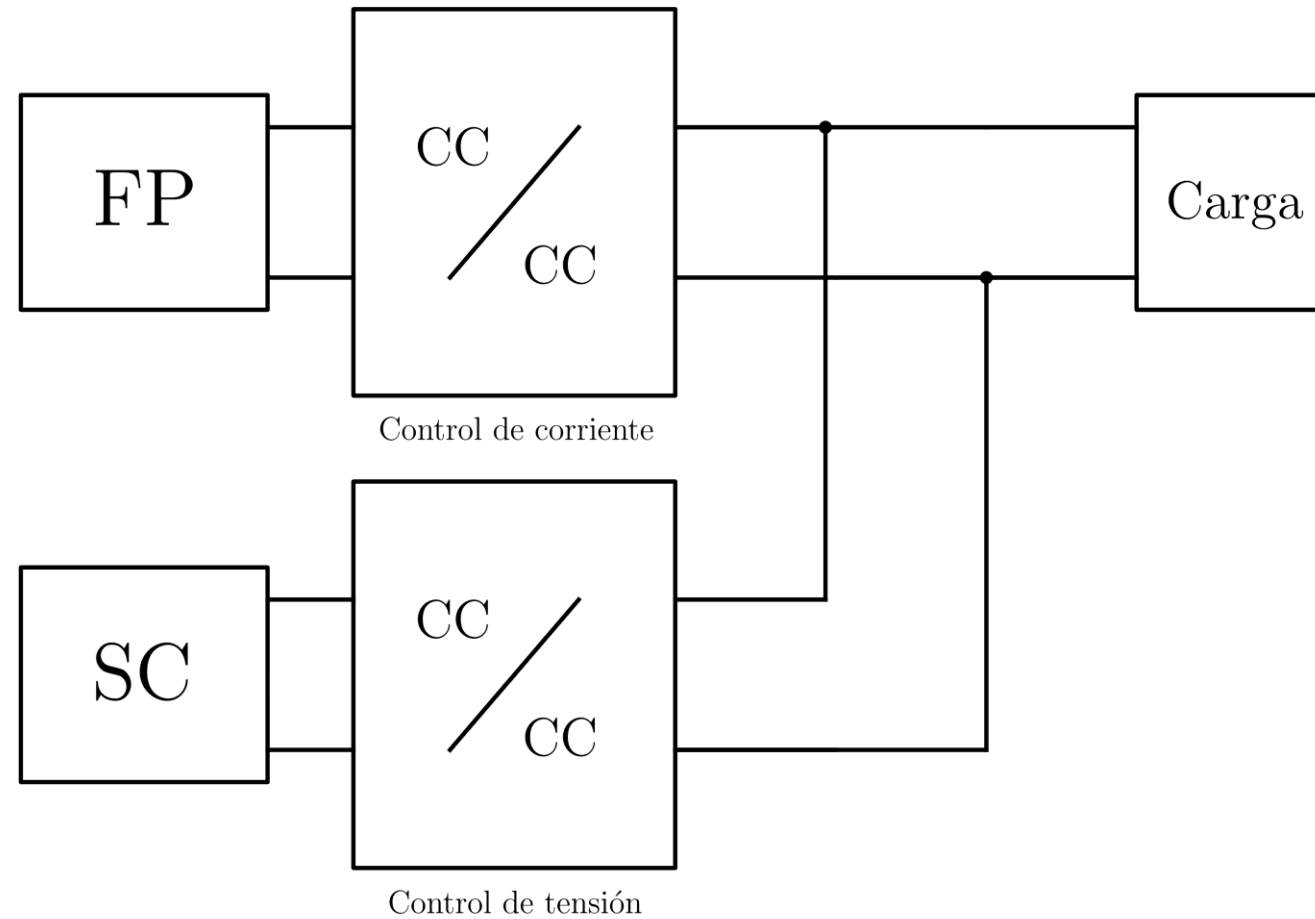 FP
CC
CC
Carga
Control de corriente
SC
CC
CC
Control de tensión